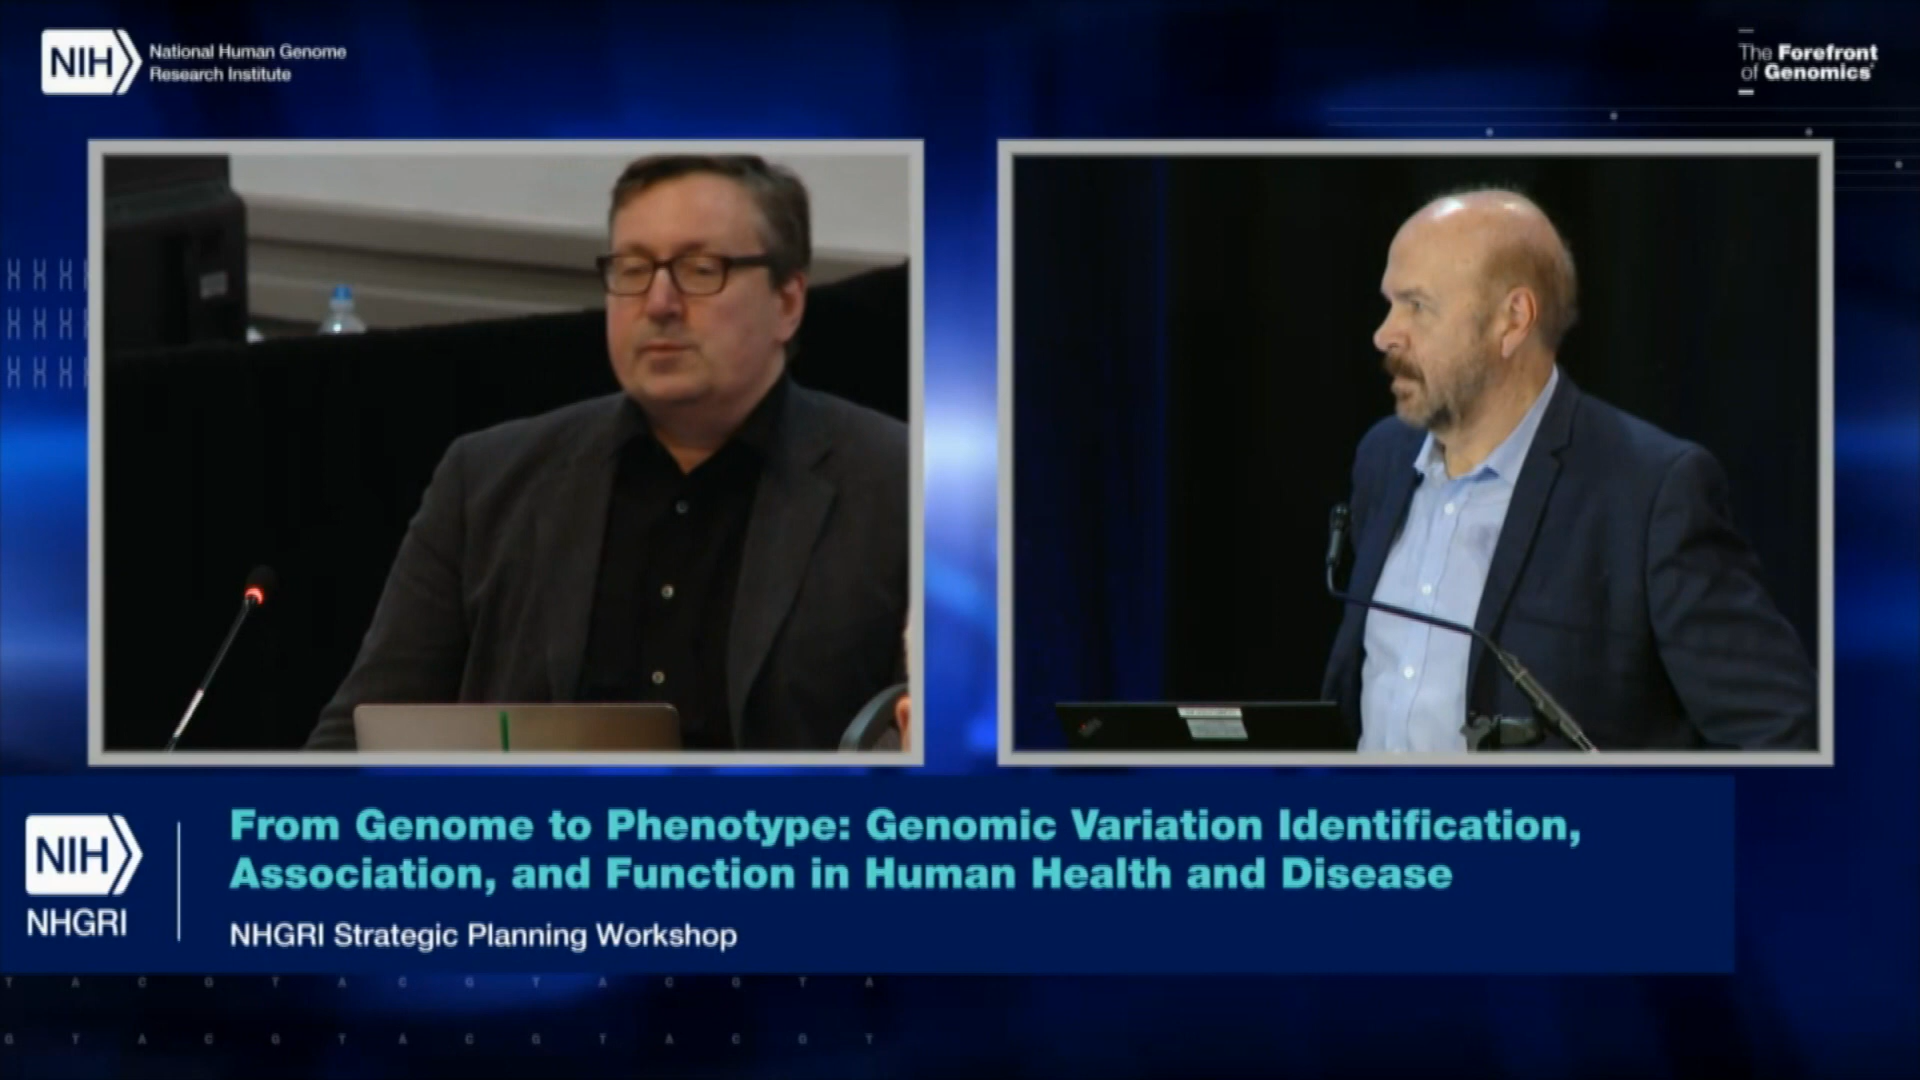 NIH
National Human Genome
Research Institute
The Forefront
of Genomics®
From Genome to Phenotype: Genomic Variation Identification,
Association, and Function in Human Health and Disease
NIH
NHGRI
NHGRI Strategic Planning Workshop
T A C G T A C G T A C G T A
G T A C G T A C G T A C G T